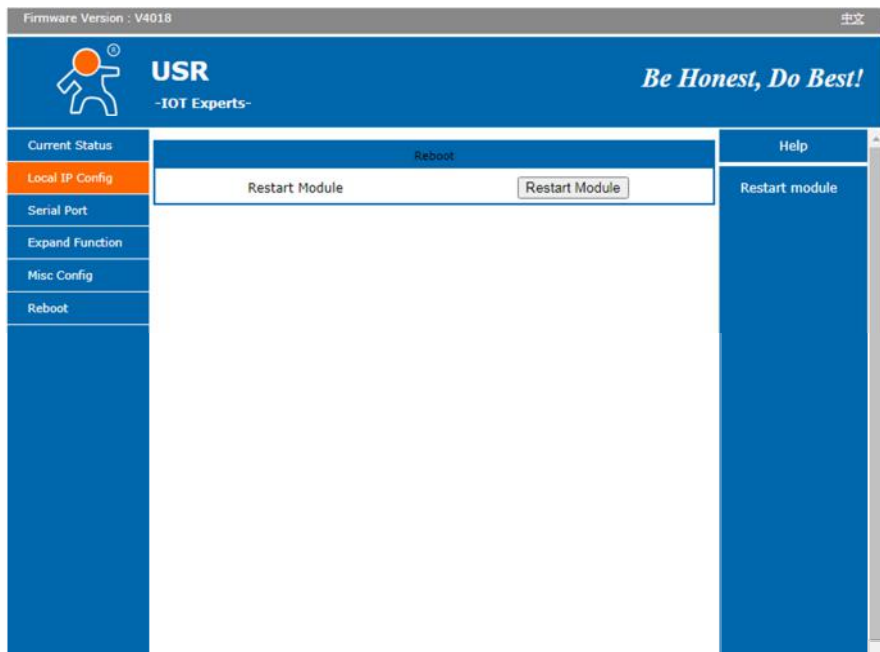 Firmware Version : V4018
中文
®
USR
-IOT Experts-
Be Honest, Do Best!
Current Status
Local IP Config
Serial Port
Expand Function
Misc Config
Reboot
Reboot
Restart Module
Restart Module
Help
Restart module